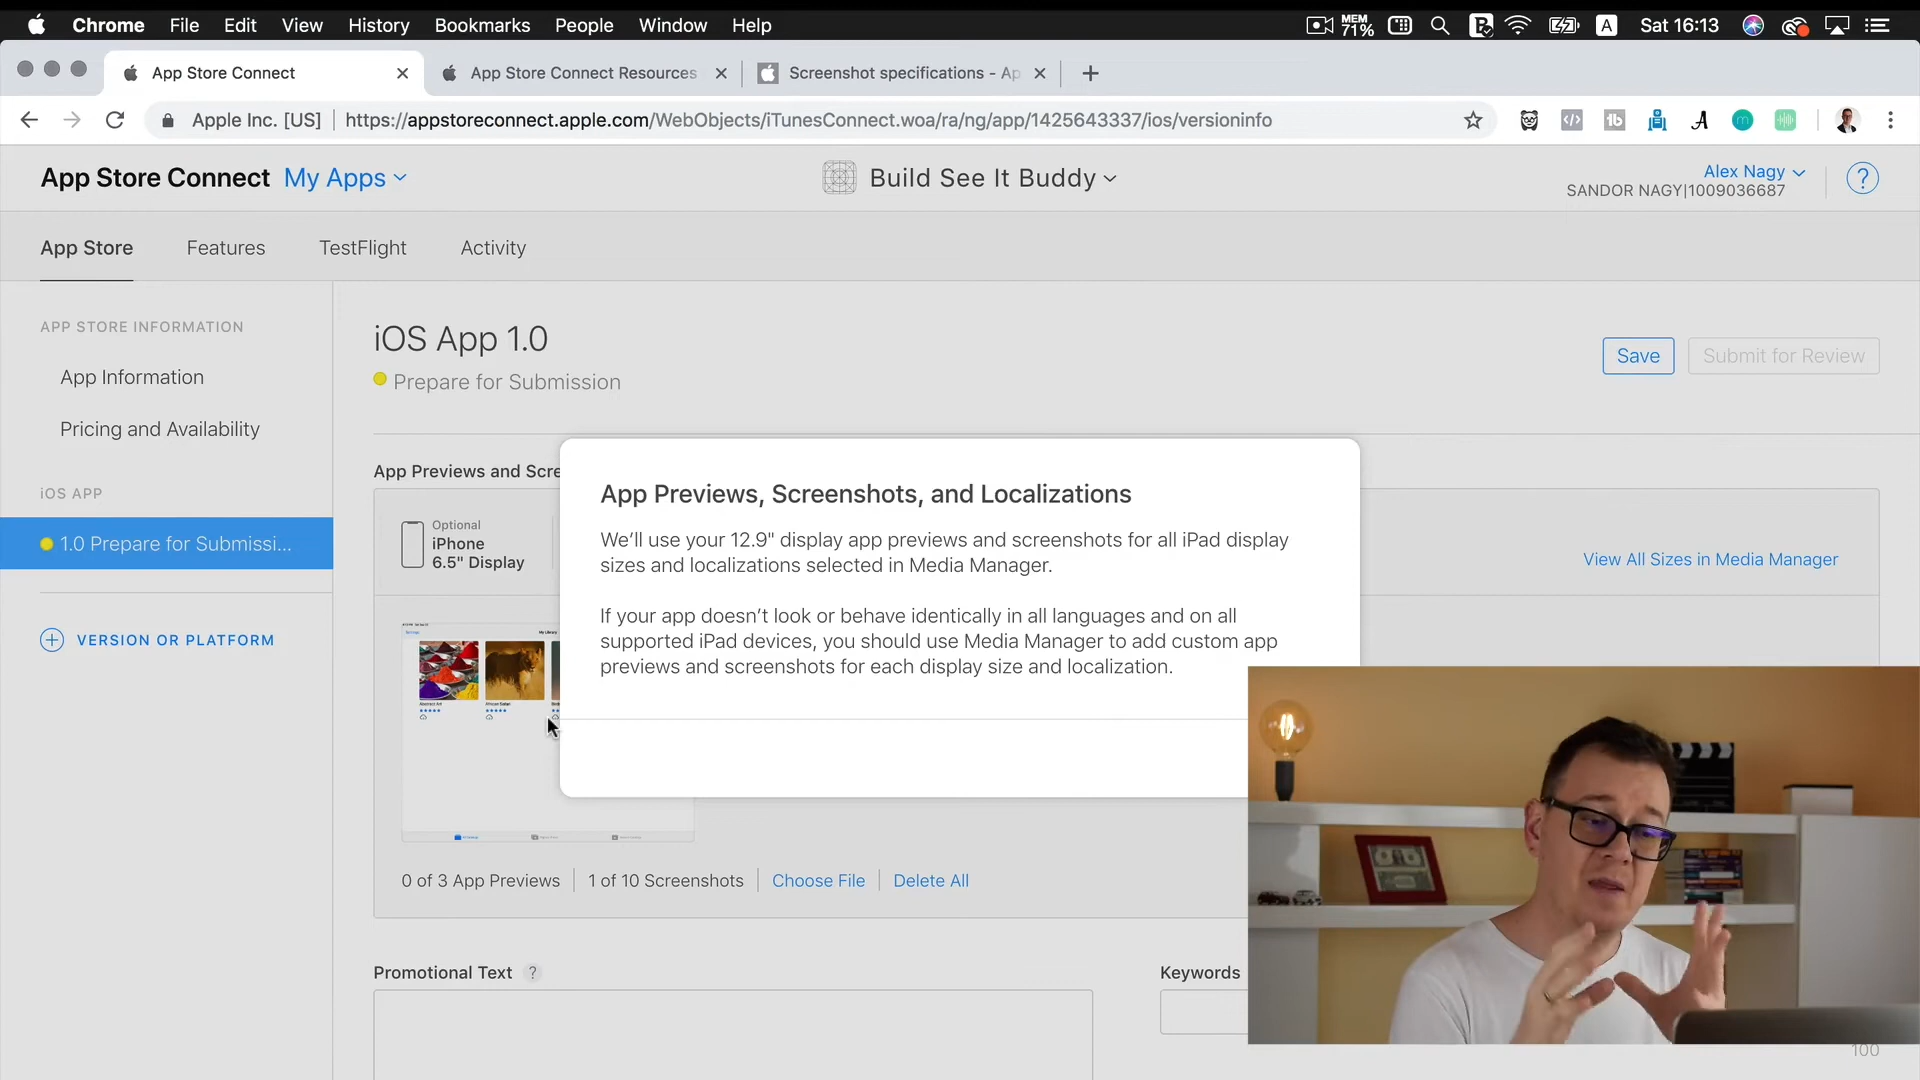 Chrome File Edit View History Bookmarks People Window Help
MEM
71%
A
Sat 16:13
App Store Connect
App Store Connect Resources
Screenshot specifications - Ap
Apple Inc. [US]
https://appstoreconnect.apple.com/WebObjects/iTunesConnect.woa/ra/ng/app/1425643337/ios/versioninfo
App Store Connect My Apps
Build See It Buddy
Alex Nagy
SANDOR NAGY|1009036687
?
App Store Features TestFlight Activity
APP STORE INFORMATION
App Information
Pricing and Availability
iOS APP
1.0 Prepare for Submissi...
VERSION OR PLATFORM
iOS App 1.0
Prepare for Submission
Save
Submit for Review
App Previews and Scre
Optional
iPhone
6.5" Display
View All Sizes in Media Manager
App Previews, Screenshots, and Localizations
We'll use your 12.9" display app previews and screenshots for all iPad display
sizes and localizations selected in Media Manager.
If your app doesn't look or behave identically in all languages and on all
supported iPad devices, you should use Media Manager to add custom app
previews and screenshots for each display size and localization.
My Library
Abstract Art
African Safari
0 of 3 App Previews
1 of 10 Screenshots
Choose File
Delete All
Promotional Text ?
Keywords
100